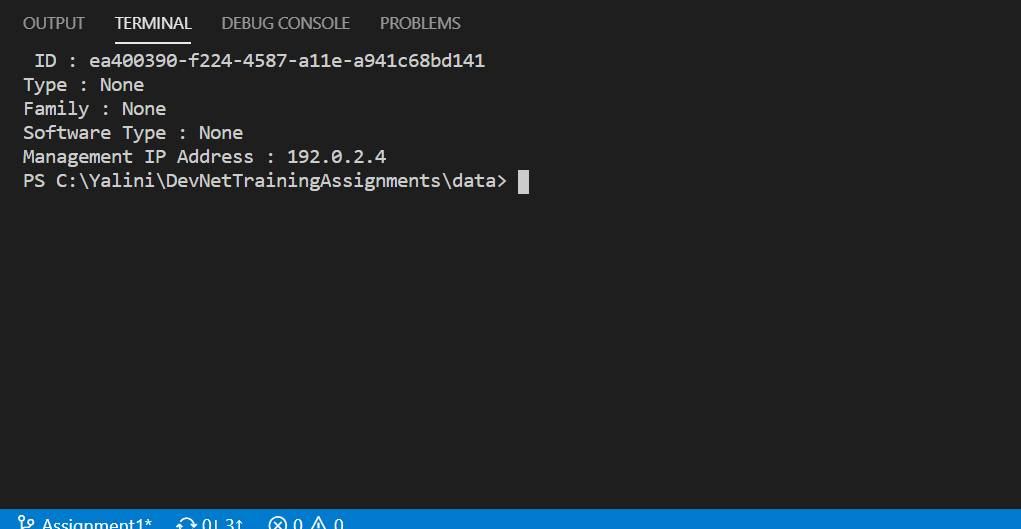 OUTPUT TERMINAL DEBUG CONSOLE PROBLEMS
ID : ea400390-f224-4587-a11e-a941c68bd141
Type : None
Family : None
Software Type : None
Management IP Address : 192.0.2.4
PS C:\Yalini\DevNetTrainingAssignments\data>
Assignment1* 0↓ 3↑ 0 0